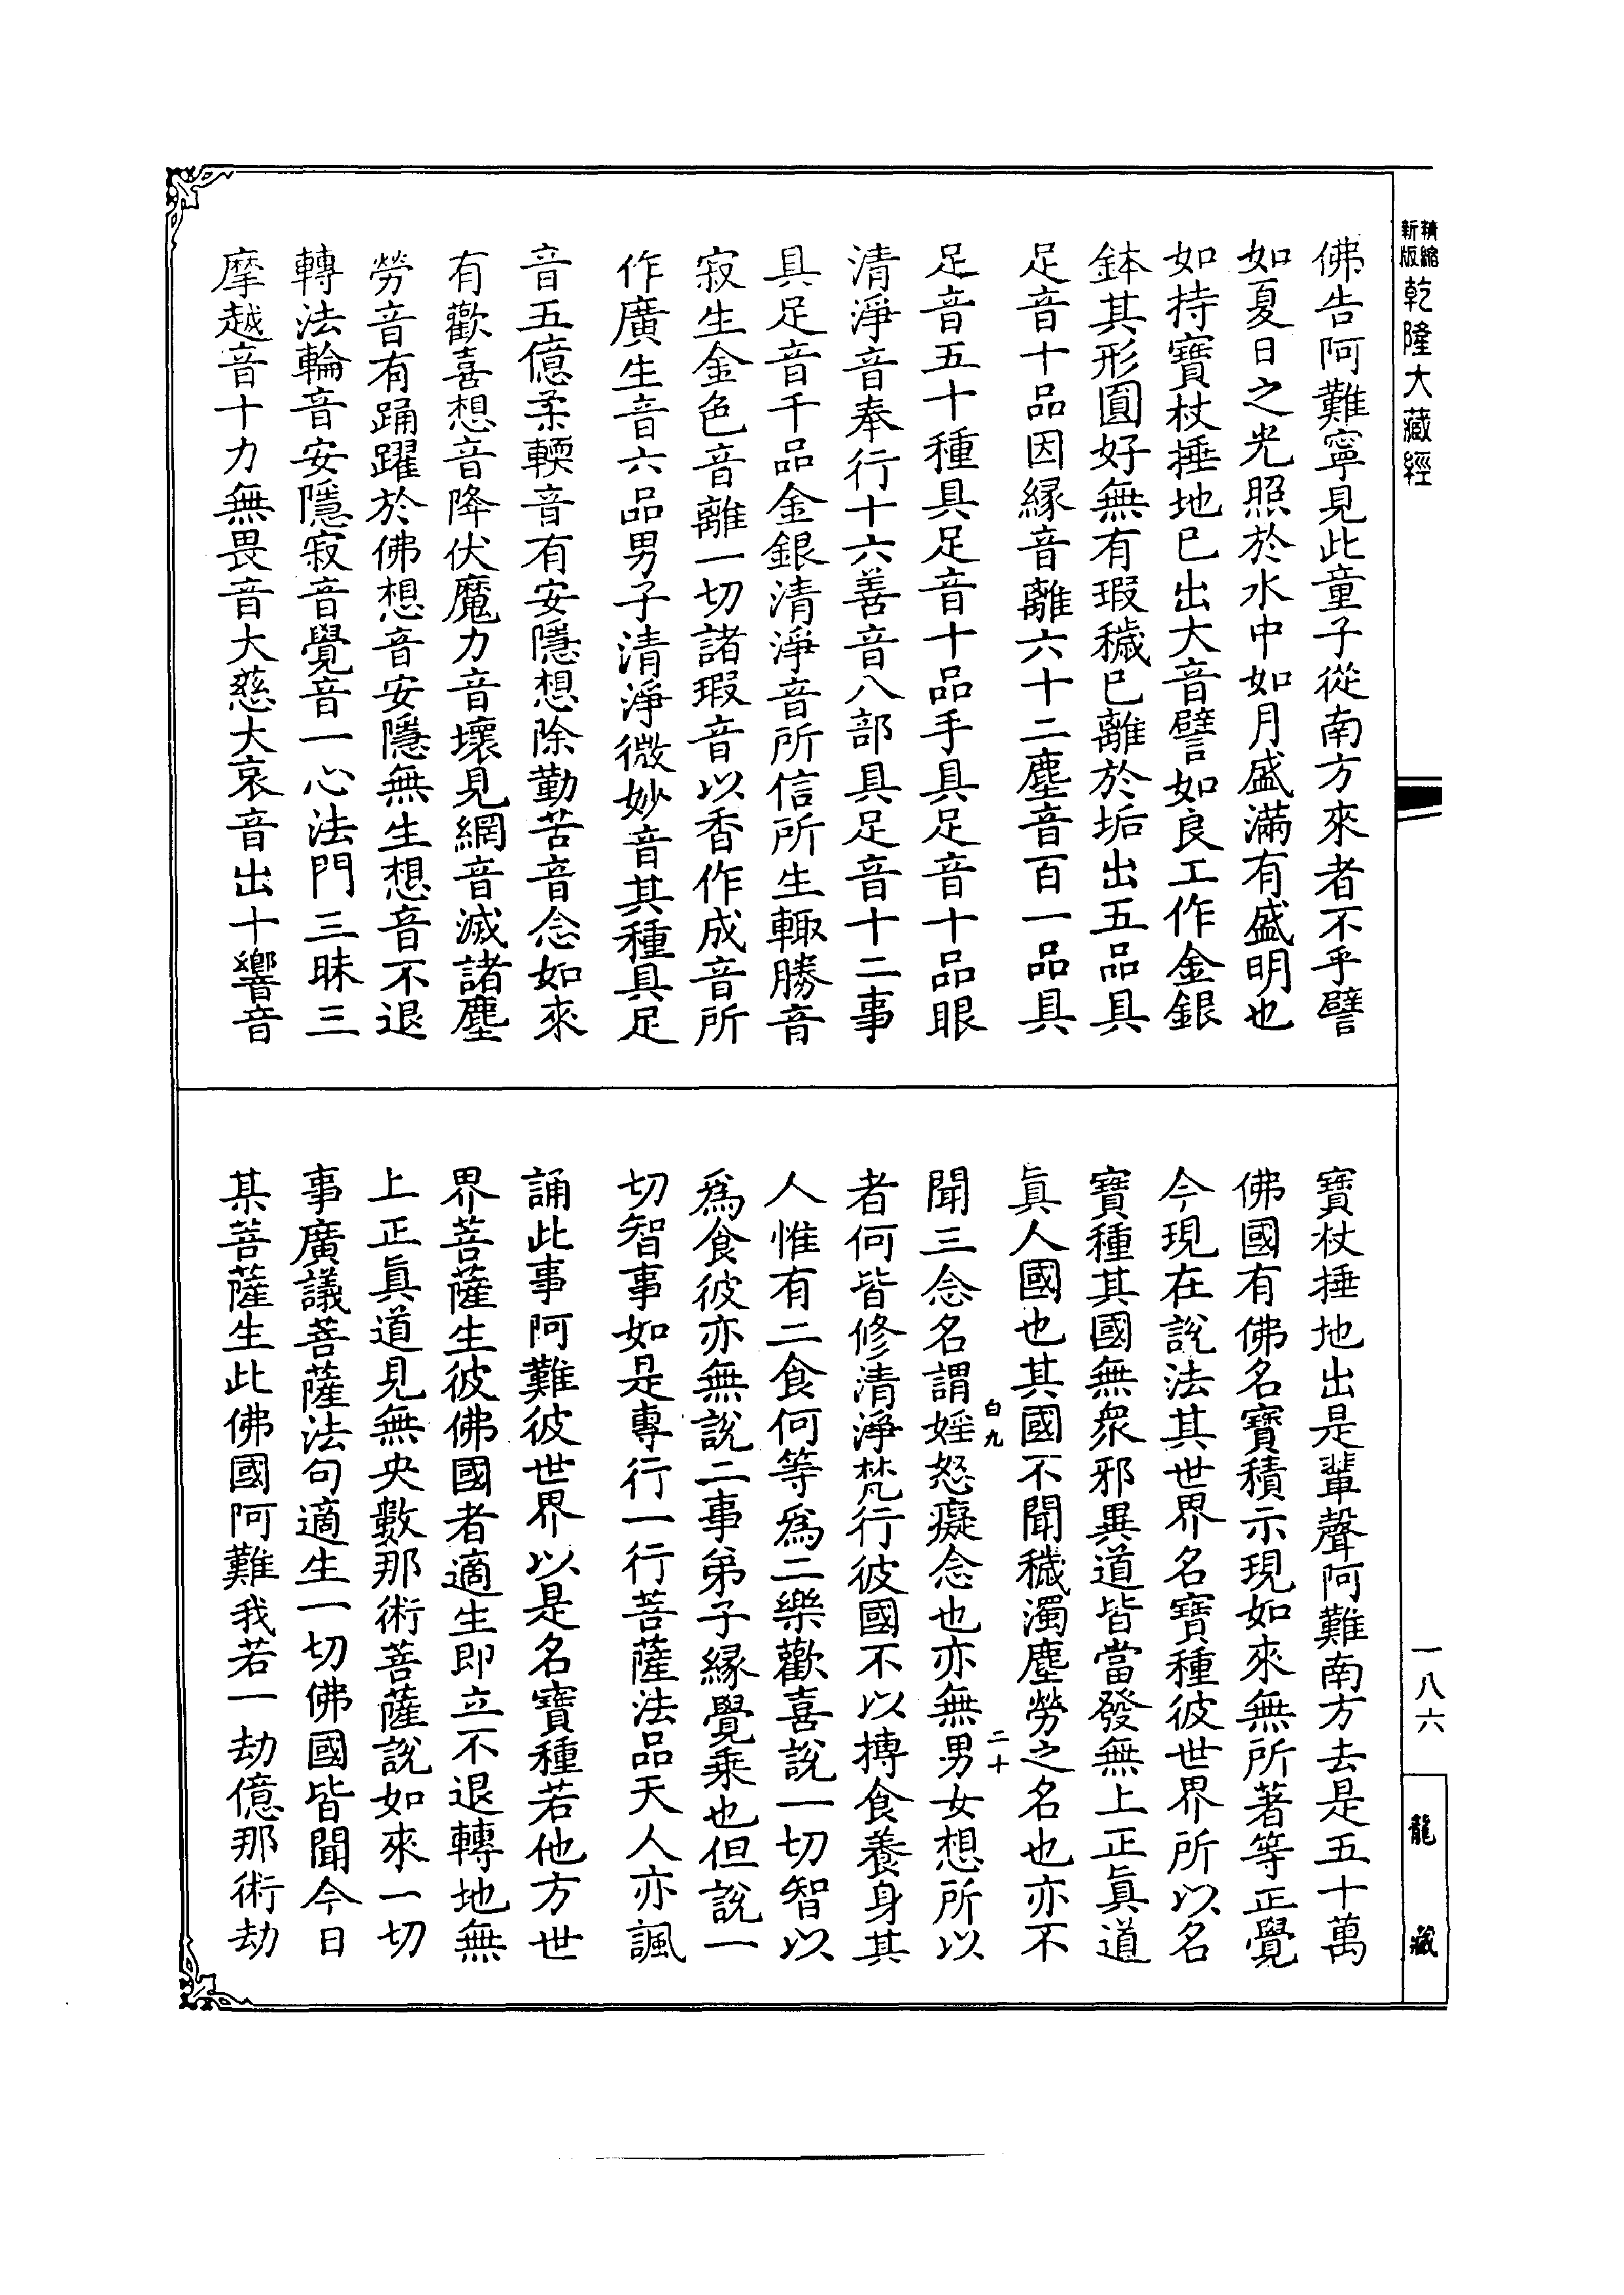 精縮新版 乾隆大藏經
佛告阿難寧見此童子從南方來者不乎譬
如夏日之光照於水中如月盛滿有盛明也
如持寶杖捶地已出大音譬如良工作金銀
鉢其形圓好無有瑕穢已離於垢出五品具
足音十品因緣音離六十二塵音百一品具
足音五十種具足音十品手具足音十品眼
清淨音奉行十六善音八部具足音十二事
具足音千品金銀清淨音所信所生輙勝音
寂生金色音離一切諸瑕音以香作成音所
作廣生音六品男子清淨微妙音其種具足
音五億柔輭音有安隱想除勤苦音念如來
有歡喜想音降伏魔力音壞見網音滅諸塵
勞音有踊躍於佛想音安隱無生想音不退
轉法輪音安隱寂音覺音一心法門三昧三
摩越音十力無畏音大慈大哀音出十響音
寶杖捶地出是輩聲阿難南方去是五十萬
佛國有佛名寶積示現如來無所著等正覺
今現在說法其世界名寶種彼世界所以名
寶種其國無衆邪異道皆當發無上正眞道
眞人國也其國不聞穢濁塵勞之名也亦不
聞三念名謂婬怒癡念也亦無男女想所以
白九
二十
者何皆修清淨梵行彼國不以摶食養身其
人惟有二食何等爲二樂歡喜說一切智以
爲食彼亦無說二事弟子緣覺乘也但說一
切智事如是專行一行菩薩法品天人亦諷
誦此事阿難彼世界以是名寶種若他方世
界菩薩生彼佛國者適生即立不退轉地無
上正眞道見無央數那術菩薩說如來一切
事廣議菩薩法句適生一切佛國皆聞今日
某菩薩生此佛國阿難我若一劫億那術劫
一八六
龍藏